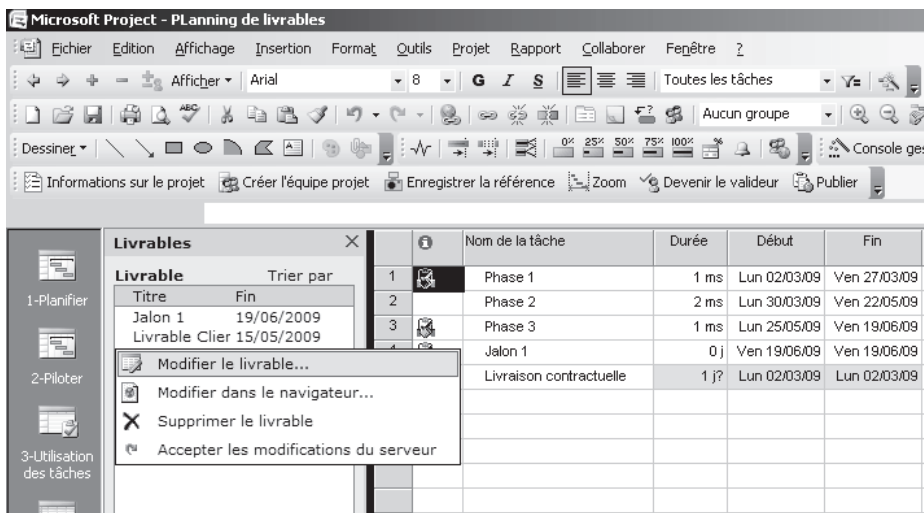 Microsoft Project - PLanning de livrables
Fichier Edition Affichage Insertion Format Outils Projet Rapport Collaborer Fenêtre ?
Afficher Arial 8 G I S Toutes les tâches
Aucun groupe
Dessiner 0% 25% 50% 75% 100% Console ges
Informations sur le projet Créer l'équipe projet Enregistrer la référence Zoom Devenir le valideur Publier
Livrables
Livrable Trier par
Titre Fin
Jalon 1 19/06/2009
Livrable Clier 15/05/2009
Modifier le livrable...
Modifier dans le navigateur...
Supprimer le livrable
Accepter les modifications du serveur
1-Planifier
2-Piloter
3-Utilisation
des tâches
Nom de la tâche Durée Début Fin
1 Phase 1 1 ms Lun 02/03/09 Ven 27/03/09
2 Phase 2 2 ms Lun 30/03/09 Ven 22/05/09
3 Phase 3 1 ms Lun 25/05/09 Ven 19/06/09
Jalon 1 0 j Ven 19/06/09 Ven 19/06/09
Livraison contractuelle 1 j? Lun 02/03/09 Lun 02/03/09